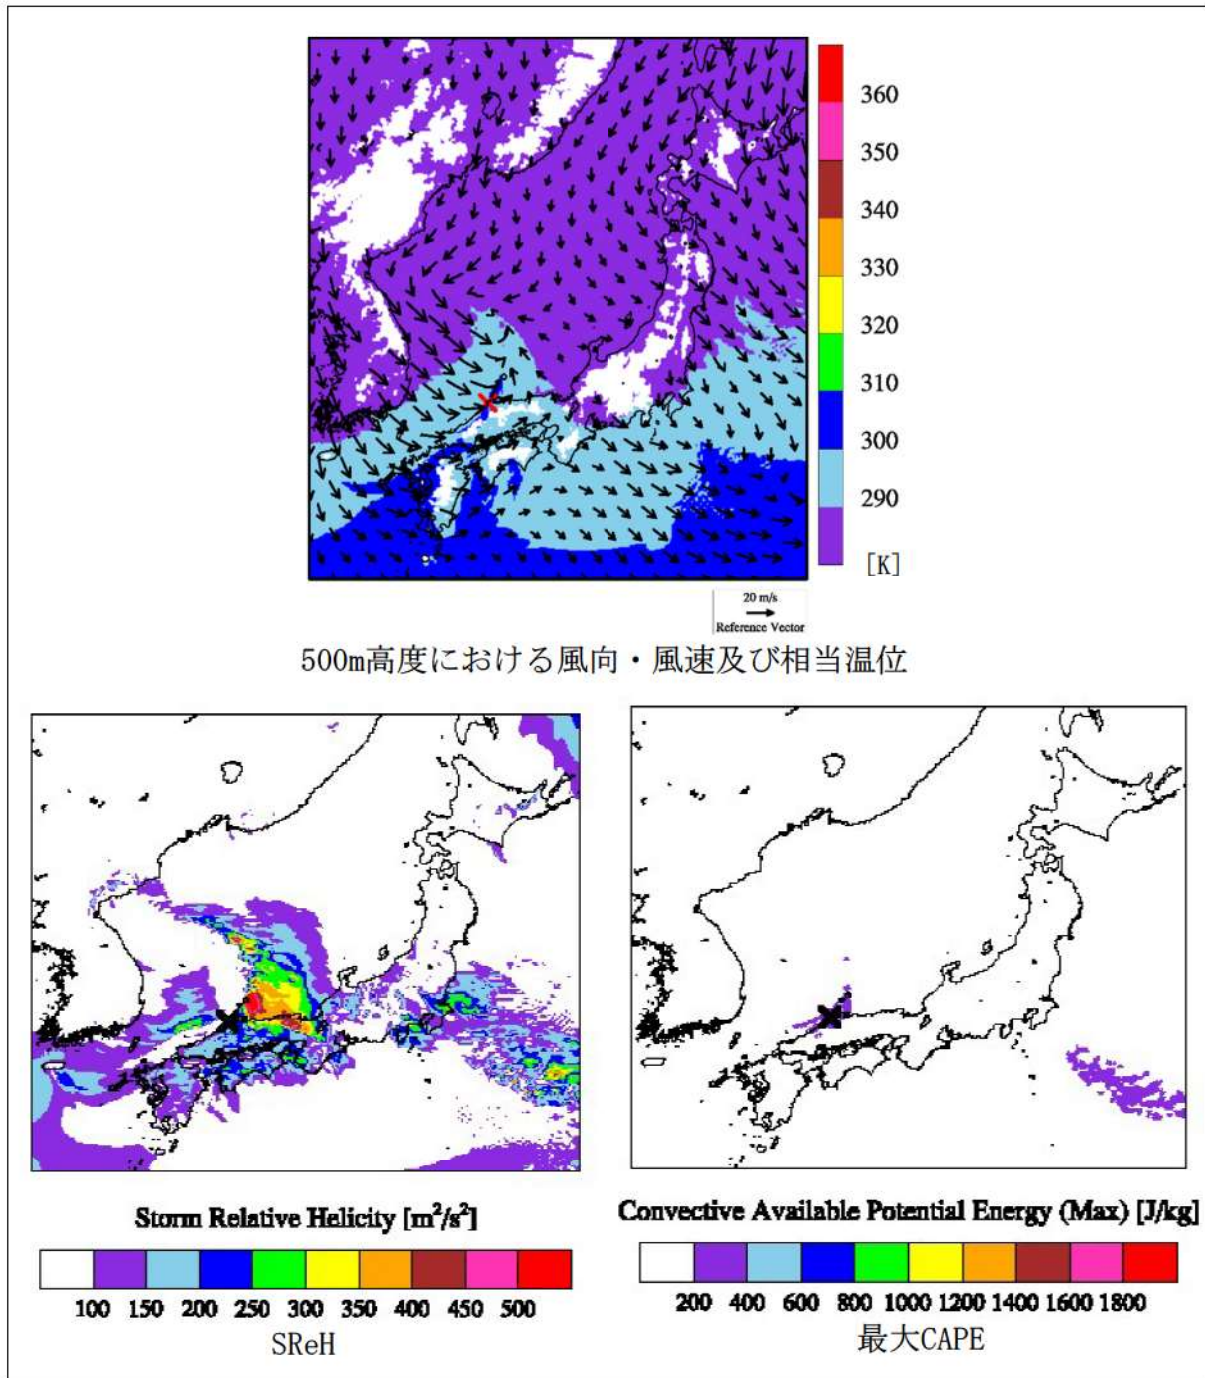 360
350
340
330
320
310
300
290
[K]
20 m/s
Reference Vector
500m高度における風向・風速及び相当温位
Storm Relative Helicity [m²/s²]
100 150 200 250 300 350 400 450 500
SReH
Convective Available Potential Energy (Max) [J/kg]
200 400 600 800 1000 1200 1400 1600 1800
最大CAPE